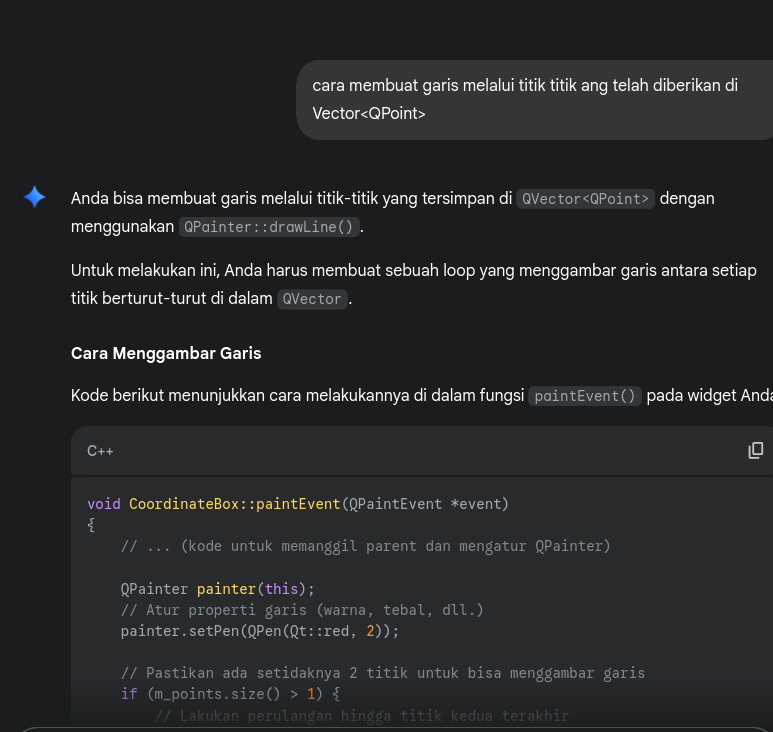 cara membuat garis melalui titik titik ang telah diberikan di
Vector<QPoint>
Anda bisa membuat garis melalui titik-titik yang tersimpan di QVector<QPoint> dengan
menggunakan QPainter::drawLine().
Untuk melakukan ini, Anda harus membuat sebuah loop yang menggambar garis antara setiap
titik berturut-turut di dalam QVector.
Cara Menggambar Garis
Kode berikut menunjukkan cara melakukannya di dalam fungsi paintEvent() pada widget Anda
C++
void CoordinateBox::paintEvent(QPaintEvent *event)
{
    // ... (kode untuk memanggil parent dan mengatur QPainter)
    QPainter painter(this);
    // Atur properti garis (warna, tebal, dll.)
    painter.setPen(QPen(Qt::red, 2));
    // Pastikan ada setidaknya 2 titik untuk bisa menggambar garis
    if (m_points.size() > 1) {
        // Lakukan perulangan hingga titik kedua terakhir